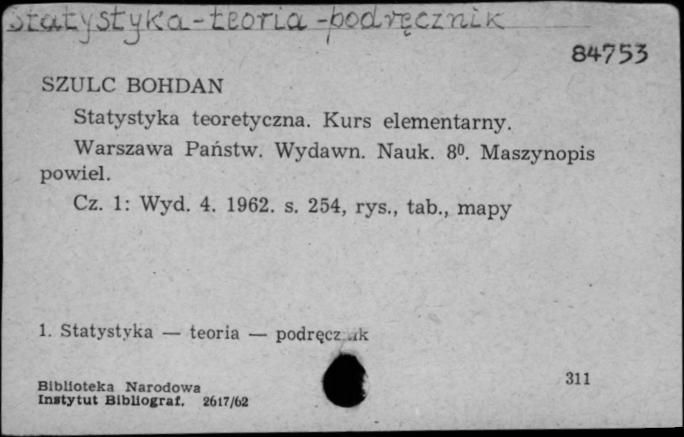 Statystyka-teoria-podręcznik
84753
SZULC BOHDAN
Statystyka teoretyczna. Kurs elementarny.
Warszawa Państw. Wydawn. Nauk. 8⁰. Maszynopis
powiel.
Cz. 1: Wyd. 4. 1962. s. 254, rys., tab., mapy
1. Statystyka — teoria — podręcznik
311
Biblioteka Narodowa
Instytut Bibliograf. 2617/62